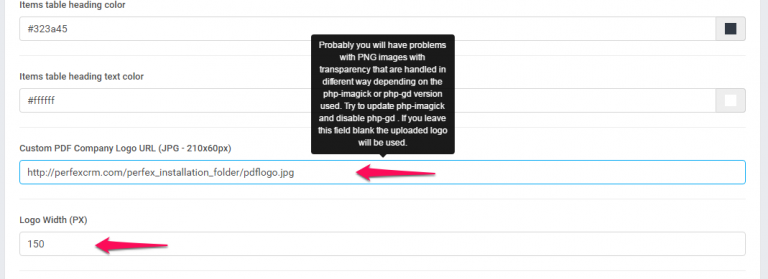 Items table heading color
#323a45
Probably you will have problems
with PNG images with
transparency that are handled in
different way depending on the
php-imagick or php-gd version
used. Try to update php-imagick
and disable php-gd . If you leave
this field blank the uploaded logo
will be used.
Items table heading text color
#ffffff
Custom PDF Company Logo URL (JPG - 210x60px)
http://perfexcrm.com/perfex_installation_folder/pdflogo.jpg
Logo Width (PX)
150